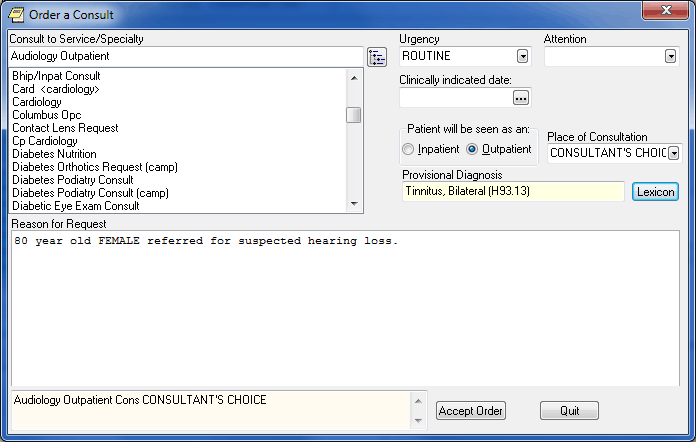 Order a Consult
Consult to Service/Specialty
Audiology Outpatient
Bhip/Inpat Consult
Card <cardiology>
Cardiology
Columbus Opc
Contact Lens Request
Cp Cardiology
Diabetes Nutrition
Diabetes Orthotics Request (camp)
Diabetes Podiatry Consult
Diabetes Podiatry Consult (camp)
Diabetic Eye Exam Consult
Urgency
ROUTINE
Attention
Clinically indicated date:
...
Patient will be seen as an:
Inpatient Outpatient
Place of Consultation
CONSULTANT'S CHOIC
Provisional Diagnosis
Tinnitus, Bilateral (H93.13)
Lexicon
Reason for Request
80 year old FEMALE referred for suspected hearing loss.
Audiology Outpatient Cons CONSULTANT'S CHOICE
Accept Order
Quit